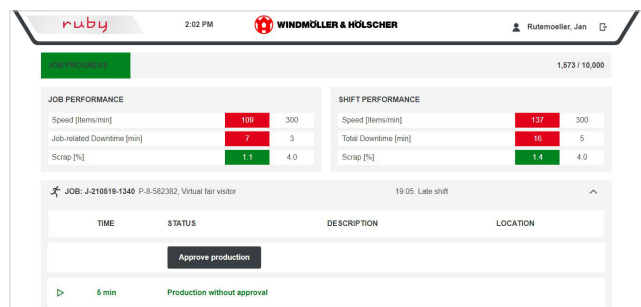 ruby 2:02 PM WINDMÖLLER & HÖLSCHER Rutemoeller, Jan
JOB PROGRESS 1,573 / 10,000
JOB PERFORMANCE SHIFT PERFORMANCE
Speed [Items/min] 109 300 Speed [Items/min] 137 300
Job-related Downtime [min] 7 3 Total Downtime [min] 16 5
Scrap [%] 1.1 4.0 Scrap [%] 1.4 4.0
JOB: J-210519-1340 P-8-582382, Virtual fair visitor 19.05 Late shift
TIME STATUS DESCRIPTION LOCATION
Approve production
5 min Production without approval